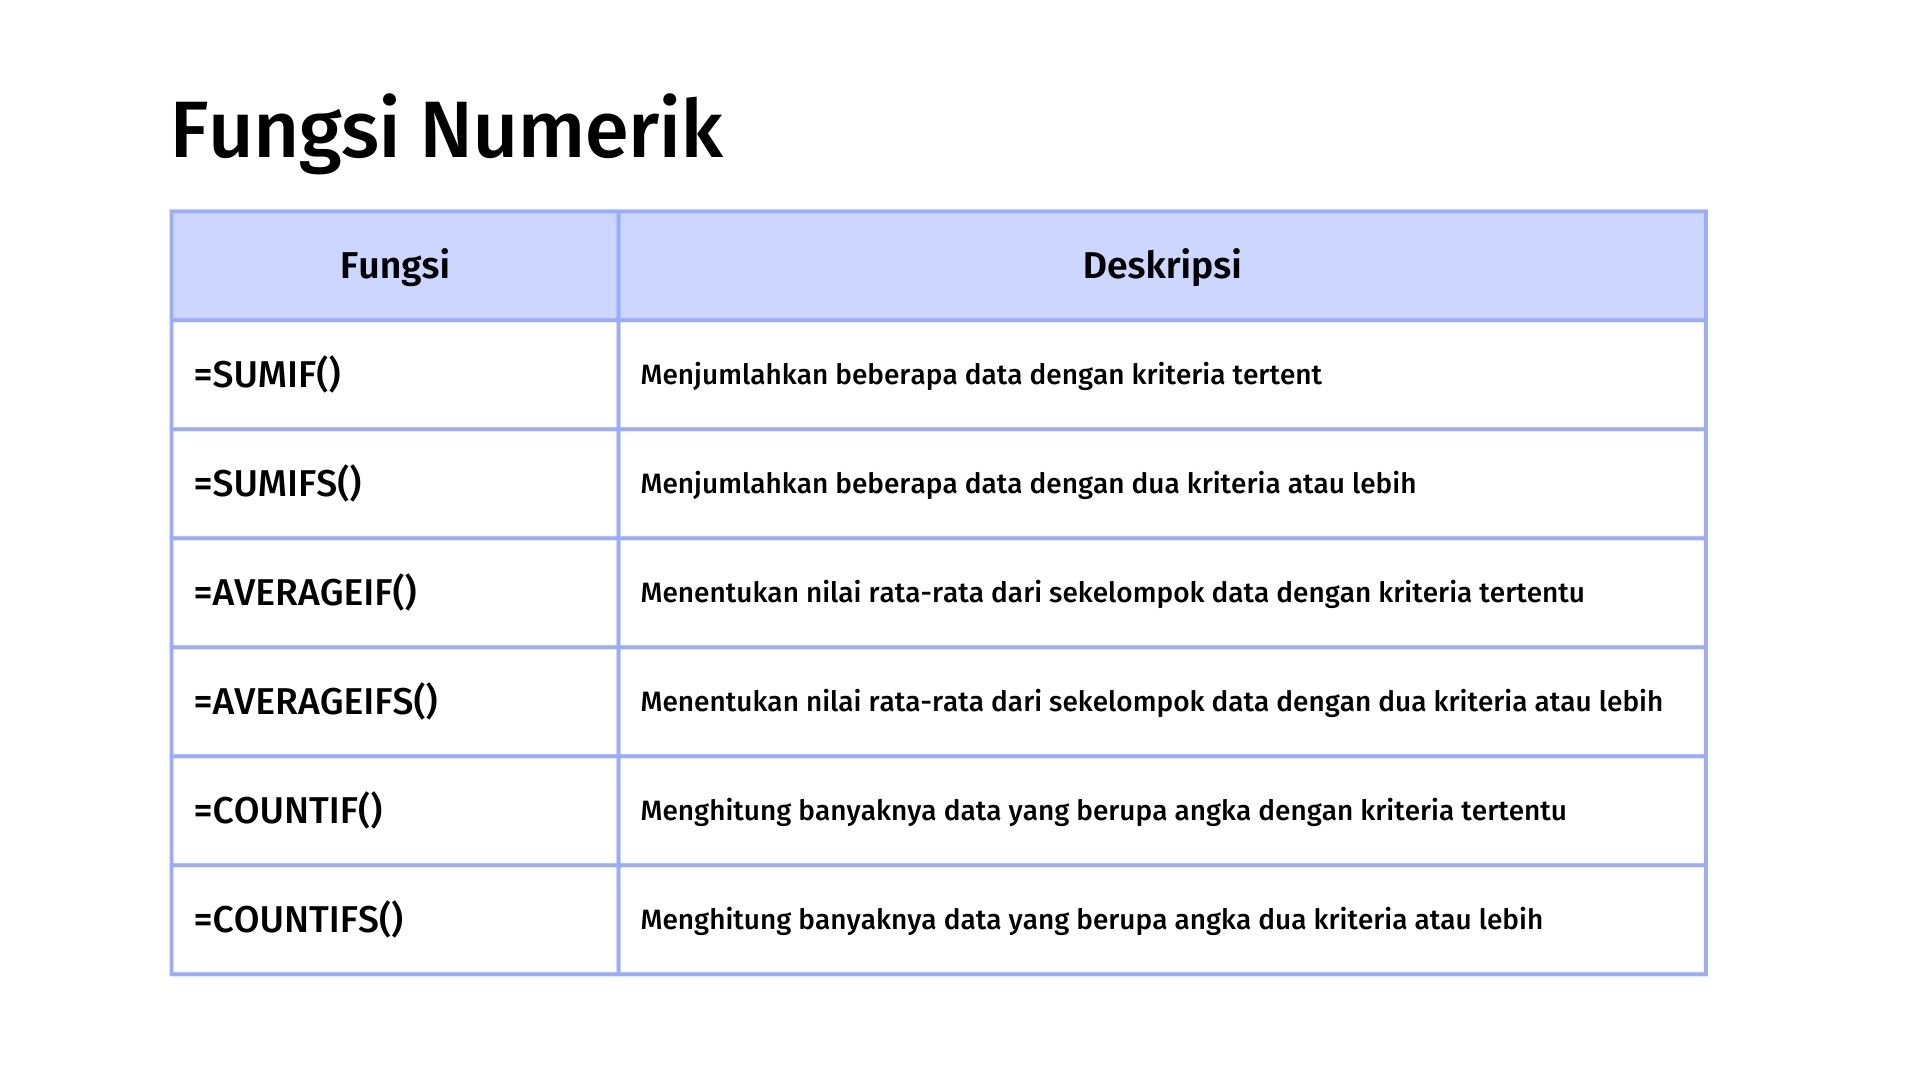 Fungsi Numerik
Fungsi Deskripsi
=SUMIF() Menjumlahkan beberapa data dengan kriteria tertent
=SUMIFS() Menjumlahkan beberapa data dengan dua kriteria atau lebih
=AVERAGEIF() Menentukan nilai rata-rata dari sekelompok data dengan kriteria tertentu
=AVERAGEIFS() Menentukan nilai rata-rata dari sekelompok data dengan dua kriteria atau lebih
=COUNTIF() Menghitung banyaknya data yang berupa angka dengan kriteria tertentu
=COUNTIFS() Menghitung banyaknya data yang berupa angka dua kriteria atau lebih